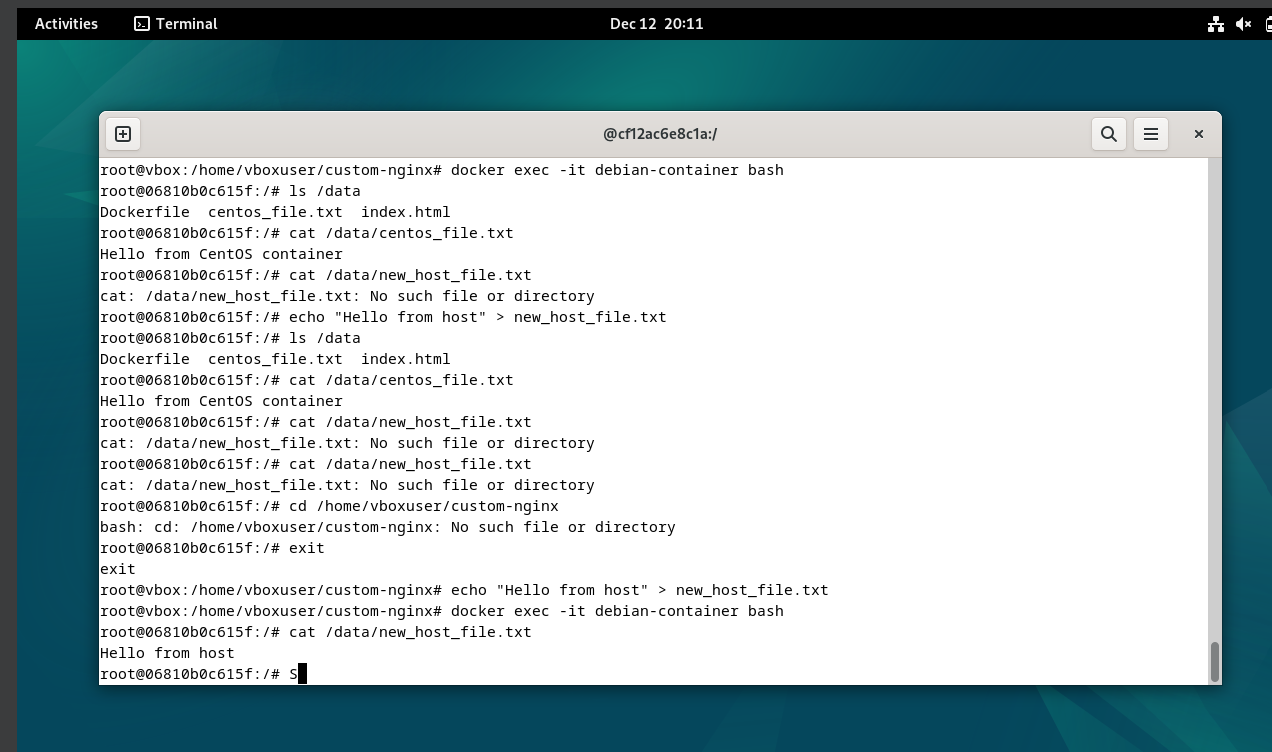 Activities Terminal Dec 12 20:11
@cf12ac6e8c1a:/
root@vbox:/home/vboxuser/custom-nginx# docker exec -it debian-container bash
root@06810b0c615f:/# ls /data
Dockerfile  centos_file.txt  index.html
root@06810b0c615f:/# cat /data/centos_file.txt
Hello from CentOS container
root@06810b0c615f:/# cat /data/new_host_file.txt
cat: /data/new_host_file.txt: No such file or directory
root@06810b0c615f:/# echo "Hello from host" > new_host_file.txt
root@06810b0c615f:/# ls /data
Dockerfile  centos_file.txt  index.html
root@06810b0c615f:/# cat /data/centos_file.txt
Hello from CentOS container
root@06810b0c615f:/# cat /data/new_host_file.txt
cat: /data/new_host_file.txt: No such file or directory
root@06810b0c615f:/# cat /data/new_host_file.txt
cat: /data/new_host_file.txt: No such file or directory
root@06810b0c615f:/# cd /home/vboxuser/custom-nginx
bash: cd: /home/vboxuser/custom-nginx: No such file or directory
root@06810b0c615f:/# exit
exit
root@vbox:/home/vboxuser/custom-nginx# echo "Hello from host" > new_host_file.txt
root@vbox:/home/vboxuser/custom-nginx# docker exec -it debian-container bash
root@06810b0c615f:/# cat /data/new_host_file.txt
Hello from host
root@06810b0c615f:/# S